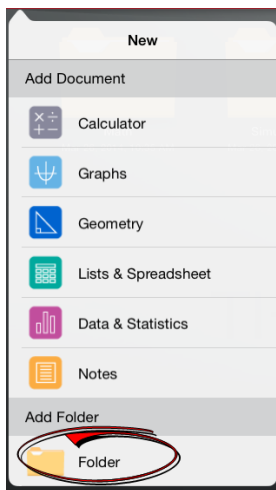 New
Add Document
Calculator
Graphs
Geometry
Lists & Spreadsheet
Data & Statistics
Notes
Add Folder
Folder